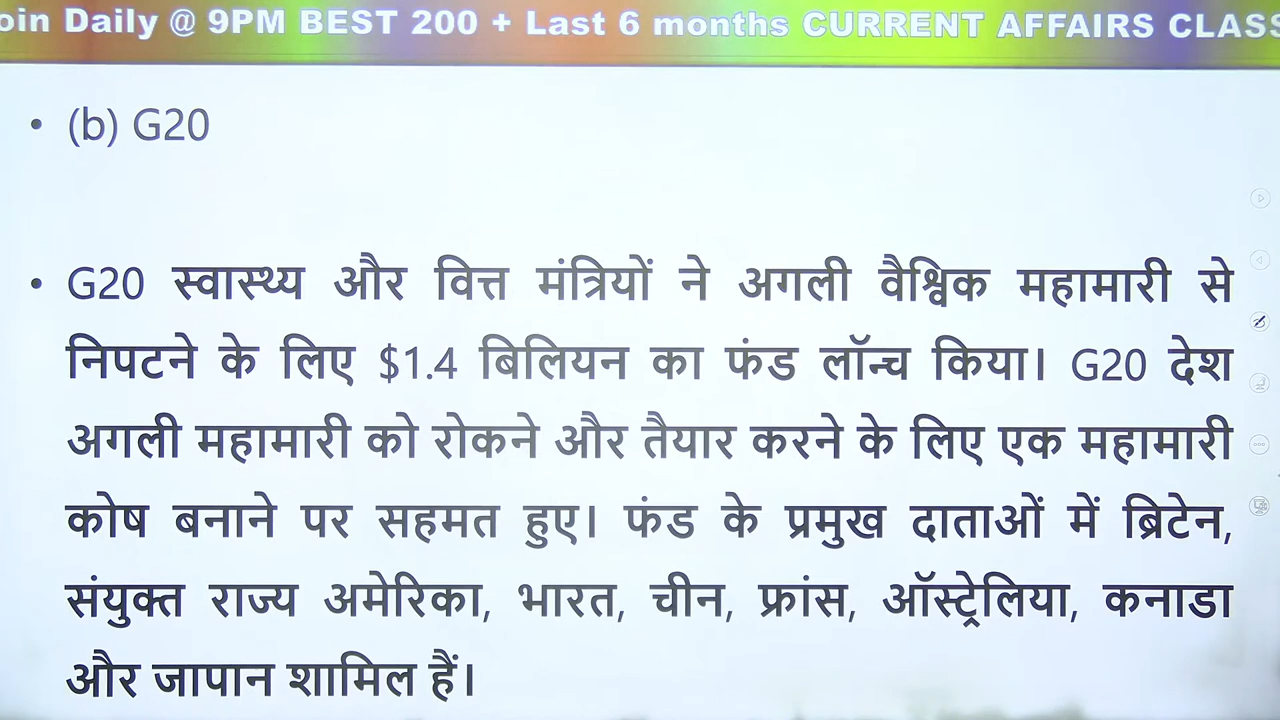 oin Daily @ 9PM BEST 200 + Last 6 months CURRENT AFFAIRS CLASS
• (b) G20
• G20 स्वास्थ्य और वित्त मंत्रियों ने अगली वैश्विक महामारी से
निपटने के लिए $1.4 बिलियन का फंड लॉन्च किया। G20 देश
अगली महामारी को रोकने और तैयार करने के लिए एक महामारी
कोष बनाने पर सहमत हुए। फंड के प्रमुख दाताओं में ब्रिटेन,
संयुक्त राज्य अमेरिका, भारत, चीन, फ्रांस, ऑस्ट्रेलिया, कनाडा
और जापान शामिल हैं।